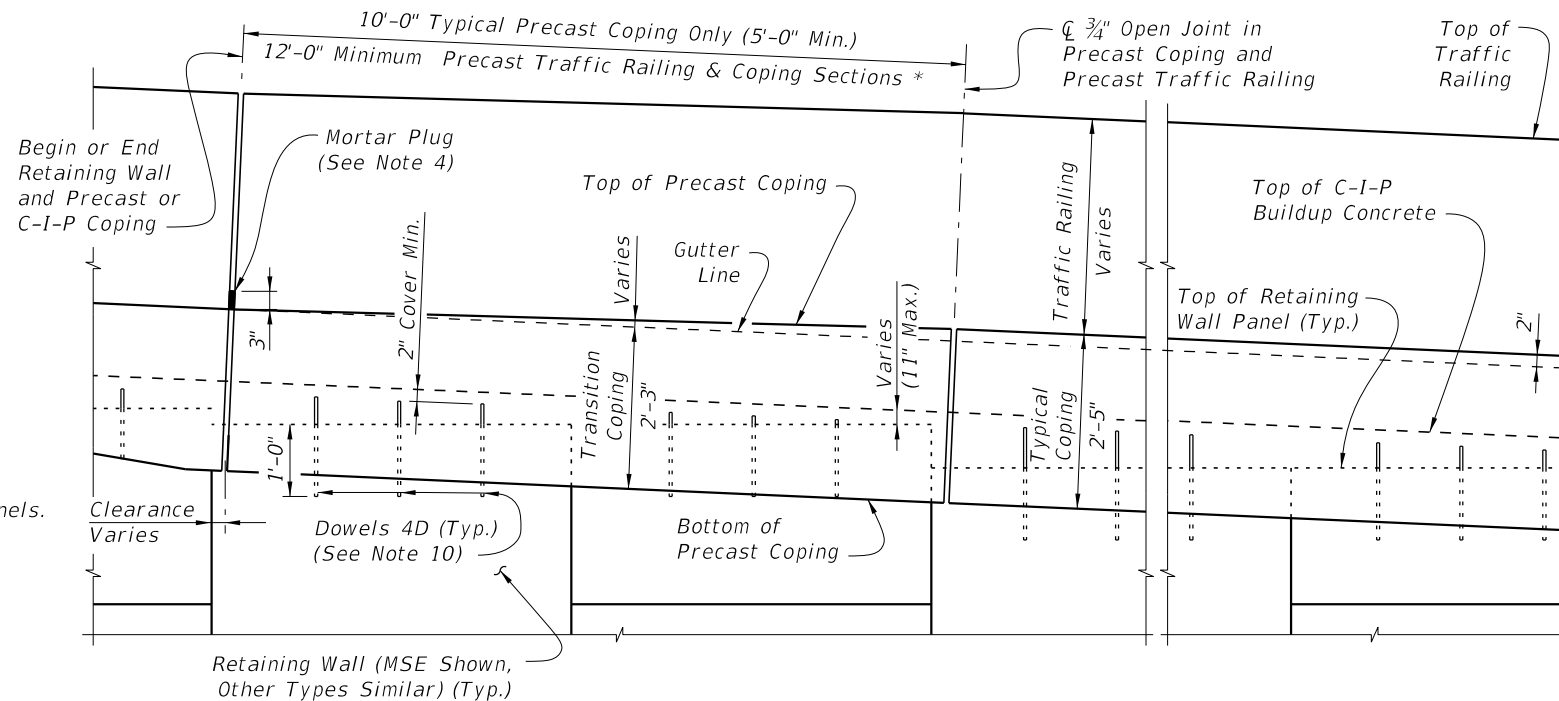 10'-0" Typical Precast Coping Only (5'-0" Min.)
12'-0" Minimum Precast Traffic Railing & Coping Sections *
℄ ¾" Open Joint in
Precast Coping and
Precast Traffic Railing
Top of
Traffic
Railing
Begin or End
Retaining Wall
and Precast or
C-I-P Coping
Mortar Plug
(See Note 4)
Top of Precast Coping
Gutter
Line
Top of C-I-P
Buildup Concrete
Top of Retaining
Wall Panel (Typ.)
Traffic Railing
Varies
3"
2" Cover Min.
Varies
Varies
(11" Max.)
2"
1'-0"
Transition
Coping
2'-3"
Typical
Coping
2'-5"
nels.
Clearance
Varies
Dowels 4D (Typ.)
(See Note 10)
Bottom of
Precast Coping
Retaining Wall (MSE Shown,
Other Types Similar) (Typ.)